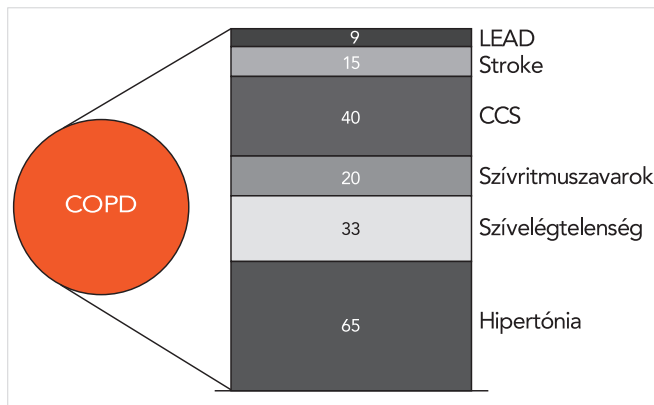 9 LEAD
15 Stroke
40 CCS
COPD
20 Szívritmuszavarok
33 Szívelégtelenség
65 Hipertónia